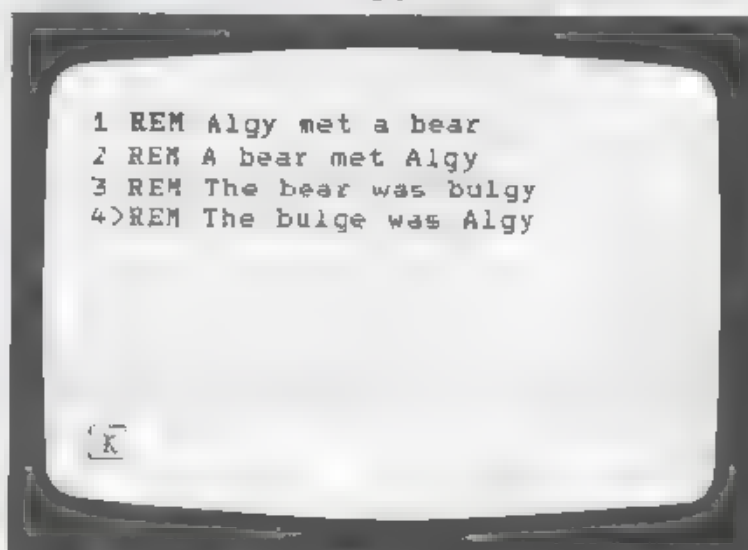 1 REM Algy met a bear
2 REM A bear met Algy
3 REM The bear was bulgy
4>REM The bulge was Algy
K